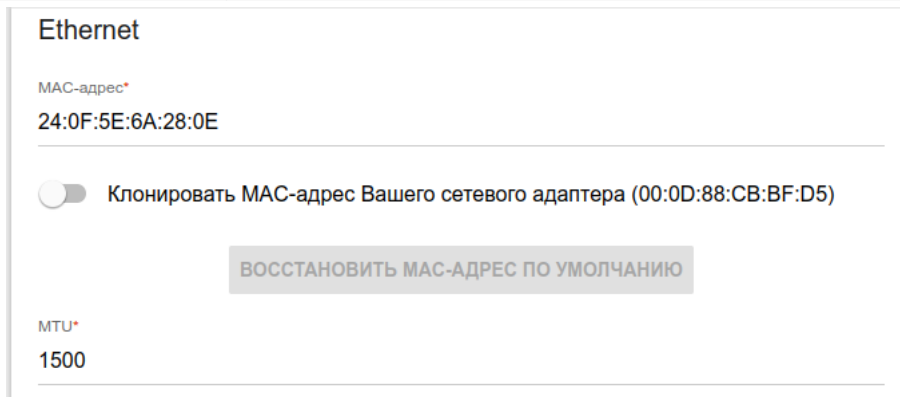 Ethernet
MAC-адрес*
24:0F:5E:6A:28:0E
Клонировать MAC-адрес Вашего сетевого адаптера (00:0D:88:CB:BF:D5)
ВОССТАНОВИТЬ MAC-АДРЕС ПО УМОЛЧАНИЮ
MTU*
1500